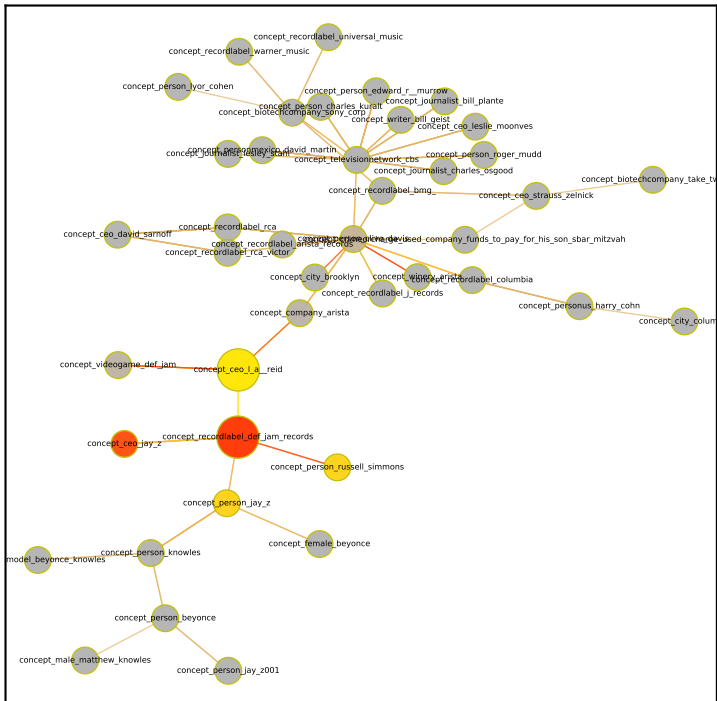 concept_recordlabel_universal_music
concept_recordlabel_warner_music
concept_person_lyor_cohen
concept_person_edward_r__murrow
concept_journalist_bill_plante
concept_person_charles_kuralt
concept_biotechcompany_sony_corp
concept_writer_bill_geist
concept_ceo_leslie_moonves
concept_personmexico_david_martin
concept_journalist_lesley_stahl
concept_televisionnetwork_cbs
concept_person_roger_mudd
concept_journalist_charles_osgood
concept_biotechcompany_take_tw
concept_recordlabel_bmg_
concept_ceo_strauss_zelnick
concept_ceo_david_sarnoff
concept_recordlabel_rca
concept_recordlabel_arista_records
concept_recordlabel_rca_victor
used_company_funds_to_pay_for_his_son_sbar_mitzvah
concept_city_brooklyn
concept_winery_arista
concept_recordlabel_columbia
concept_recordlabel_j_records
concept_company_arista
concept_personus_harry_cohn
concept_city_colum
concept_videogame_def_jam
concept_ceo_l_a__reid
concept_ceo_jay_z
concept_recordlabel_def_jam_records
concept_person_russell_simmons
concept_person_jay_z
concept_female_beyonce
concept_person_knowles
model_beyonce_knowles
concept_person_beyonce
concept_male_matthew_knowles
concept_person_jay_z001